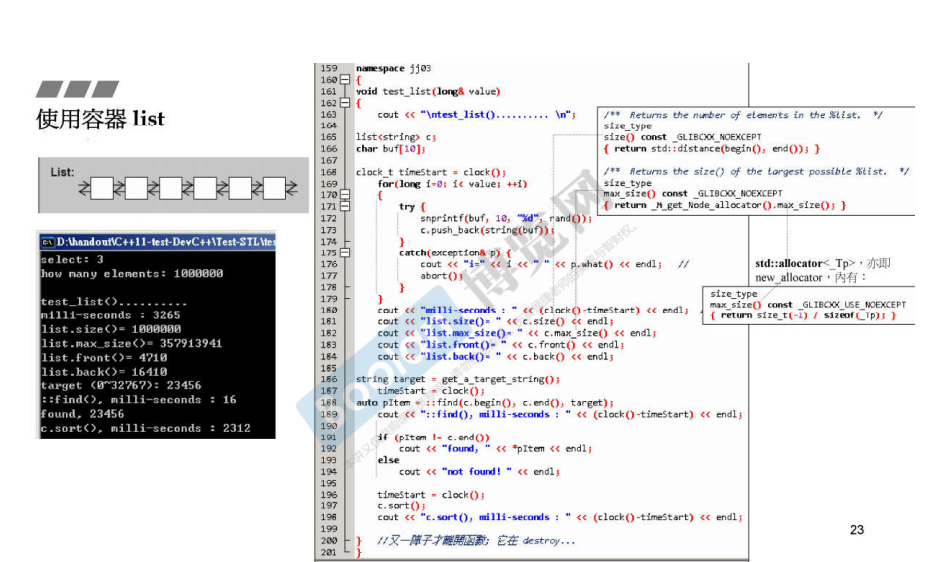 使用容器 list
List:
D:\handout\C++11-test-DevC++\Test-STL\tes
select: 3
how many elements: 1000000
test_list()..........
milli-seconds : 3265
list.size()= 1000000
list.max_size()= 357913941
list.front()= 4710
list.back()= 16410
target (0~32767): 23456
::find(), milli-seconds : 16
found, 23456
c.sort(), milli-seconds : 2312
159 namespace jj03
160 {
161 void test_list(long& value)
162 {
163 cout << "\ntest_list().......... \n";
164
165 list<string> c;
166 char buf[10];
167
168 clock_t timeStart = clock();
169 for(long i=0; i< value; ++i)
170 {
171 try {
172 snprintf(buf, 10, "%d", rand());
173 c.push_back(string(buf));
174 }
175 catch(exception& p) {
176 cout << "i=" << i << " " << p.what() << endl; //
177 abort();
178 }
179 }
180 cout << "milli-seconds : " << (clock()-timeStart) << endl; /
181 cout << "list.size()= " << c.size() << endl;
182 cout << "list.max_size()= " << c.max_size() << endl;
183 cout << "list.front()= " << c.front() << endl;
184 cout << "list.back()= " << c.back() << endl;
185
186 string target = get_a_target_string();
187 timeStart = clock();
188 auto pItem = ::find(c.begin(), c.end(), target);
189 cout << "::find(), milli-seconds : " << (clock()-timeStart) << endl;
190
191 if (pItem != c.end())
192 cout << "found, " << *pItem << endl;
193 else
194 cout << "not found! " << endl;
195
196 timeStart = clock();
197 c.sort();
198 cout << "c.sort(), milli-seconds : " << (clock()-timeStart) << endl;
199
200 } //又一陣子才離開函數; 它在 destroy...
201 }
/** Returns the number of elements in the %list. */
size_type
size() const _GLIBCXX_NOEXCEPT
{ return std::distance(begin(), end()); }
/** Returns the size() of the largest possible %list. */
size_type
max_size() const _GLIBCXX_NOEXCEPT
{ return _M_get_Node_allocator().max_size(); }
std::allocator<_Tp>，亦即
new_allocator，內有：
size_type
max_size() const _GLIBCXX_USE_NOEXCEPT
{ return size_t(-1) / sizeof(_Tp); }
博览网
23